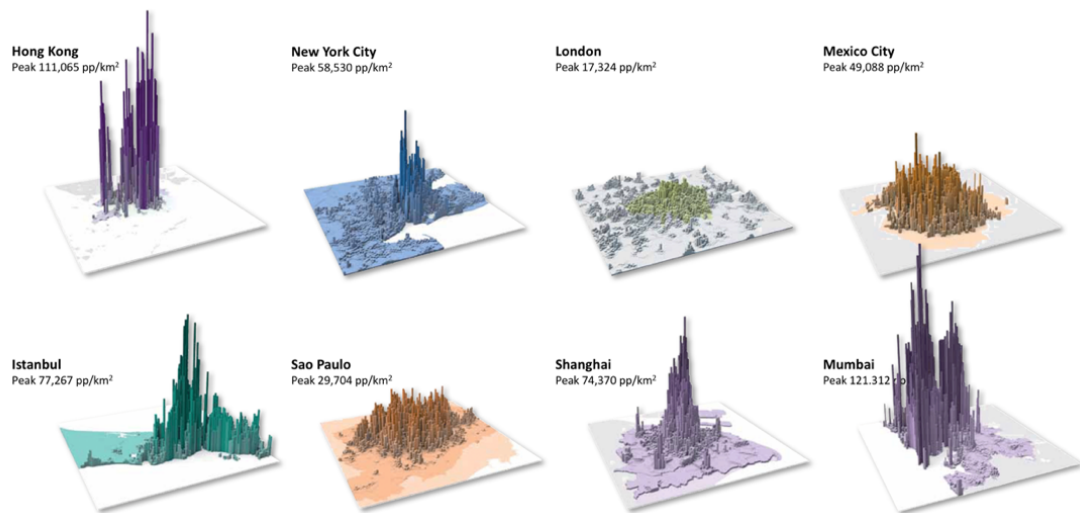 Hong Kong
Peak 111,065 pp/km²
New York City
Peak 58,530 pp/km²
London
Peak 17,324 pp/km²
Mexico City
Peak 49,088 pp/km²
Istanbul
Peak 77,267 pp/km²
Sao Paulo
Peak 29,704 pp/km²
Shanghai
Peak 74,370 pp/km²
Mumbai
Peak 121.312